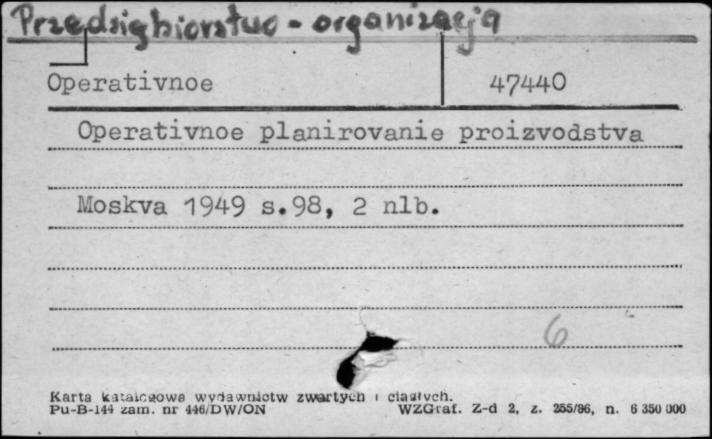 Przedsiębiorstwo - organizacja
Operativnoe 47440
Operativnoe planirovanie proizvodstva
Moskva 1949 s.98, 2 nlb.
6
Karta katalogowa wydawnictw zwartych i ciągłych.
Pu-B-144 zam. nr 446/DW/ON WZGraf. Z-d 2, z. 255/86, n. 6 350 000